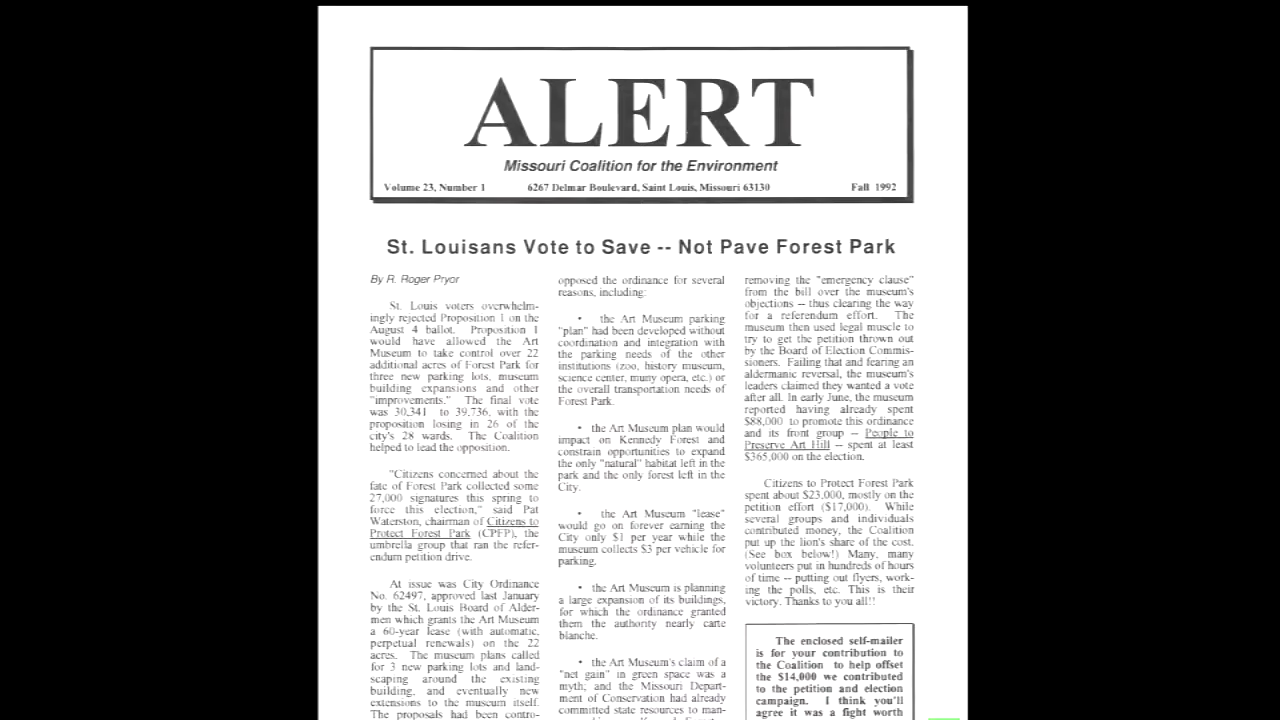 ALERT
Missouri Coalition for the Environment
Volume 23, Number 1 6267 Delmar Boulevard, Saint Louis, Missouri 63130 Fall 1992
St. Louisans Vote to Save -- Not Pave Forest Park
By R. Roger Pryor
St. Louis voters overwhelm-
ingly rejected Proposition 1 on the
August 4 ballot. Proposition 1
would have allowed the Art
Museum to take control over 22
additional acres of Forest Park for
three new parking lots, museum
building expansions and other
"improvements." The final vote
was 30,341 to 39,736, with the
proposition losing in 26 of the
city's 28 wards. The Coalition
helped to lead the opposition.
"Citizens concerned about the
fate of Forest Park collected some
27,000 signatures this spring to
force this election," said Pat
Waterston, chairman of Citizens to
Protect Forest Park (CPFP), the
umbrella group that ran the refer-
endum petition drive.
At issue was City Ordinance
No. 62497, approved last January
by the St. Louis Board of Alder-
men which grants the Art Museum
a 60-year lease (with automatic,
perpetual renewals) on the 22
acres. The museum plans called
for 3 new parking lots and land-
scaping around the existing
building, and eventually new
extensions to the museum itself.
The proposals had been contro-
opposed the ordinance for several
reasons, including:
• the Art Museum parking
"plan" had been developed without
coordination and integration with
the parking needs of the other
institutions (zoo, history museum,
science center, muny opera, etc.) or
the overall transportation needs of
Forest Park.
• the Art Museum plan would
impact on Kennedy Forest and
constrain opportunities to expand
the only "natural" habitat left in the
park and the only forest left in the
City.
• the Art Museum "lease"
would go on forever earning the
City only $1 per year while the
museum collects $3 per vehicle for
parking.
• the Art Museum is planning
a large expansion of its buildings,
for which the ordinance granted
them the authority nearly carte
blanche.
• the Art Museum's claim of a
"net gain" in green space was a
myth; and the Missouri Depart-
ment of Conservation had already
committed state resources to man-
removing the "emergency clause"
from the bill over the museum's
objections -- thus clearing the way
for a referendum effort. The
museum then used legal muscle to
try to get the petition thrown out
by the Board of Election Commis-
sioners. Failing that and fearing an
aldermanic reversal, the museum's
leaders claimed they wanted a vote
after all. In early June, the museum
reported having already spent
$88,000 to promote this ordinance
and its front group -- People to
Preserve Art Hill -- spent at least
$365,000 on the election.
Citizens to Protect Forest Park
spent about $23,000, mostly on the
petition effort ($17,000). While
several groups and individuals
contributed money, the Coalition
put up the lion's share of the cost.
(See box below!) Many, many
volunteers put in hundreds of hours
of time -- putting out flyers, work-
ing the polls, etc. This is their
victory. Thanks to you all!!
The enclosed self-mailer
is for your contribution to
the Coalition to help offset
the $14,000 we contributed
to the petition and election
campaign. I think you'll
agree it was a fight worth